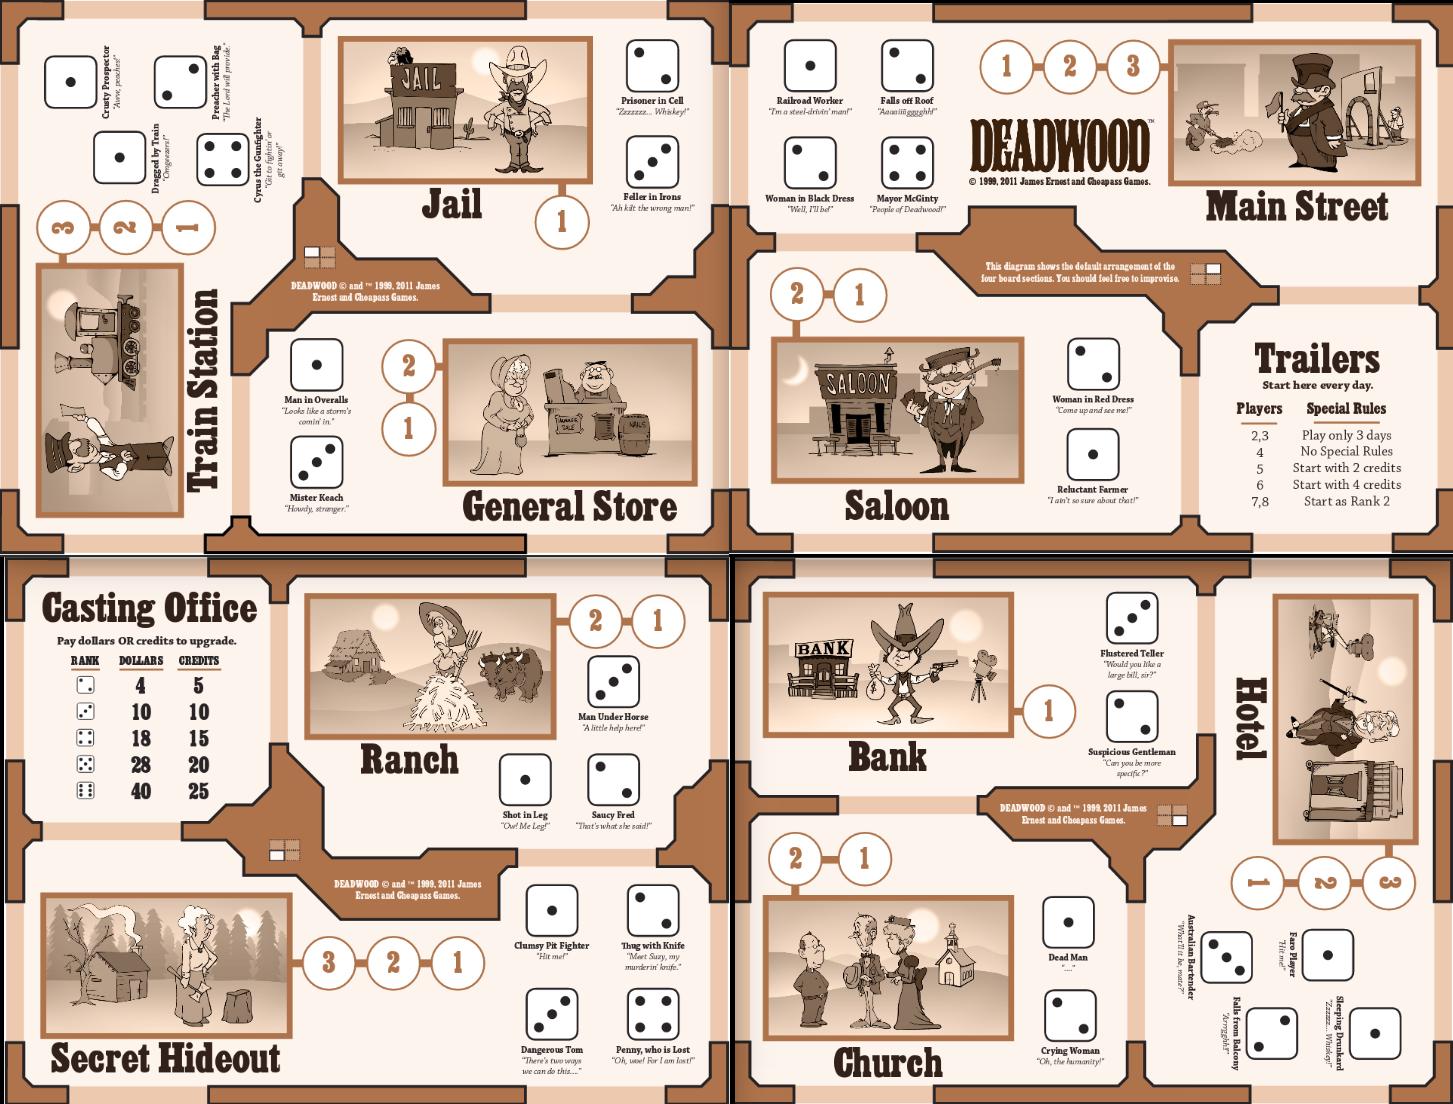 Crusty Prospector
"Aww, peaches!"
Preacher with Bag
"The Lord will provide."
Dragged by Train
"Omgeezers!"
Cyrus the Gunfighter
"Git to fightin' or
git away!"
3
2
1
Train Station
JAIL
Jail
1
Prisoner in Cell
"Zzzzzzz... Whiskey!"
Feller in Irons
"Ah kilt the wrong man!"
DEADWOOD © and ™ 1999, 2011 James
Ernest and Cheapass Games.
Man in Overalls
"Looks like a storm's
comin' in."
Mister Keach
"Howdy, stranger."
2
1
NAILS
General Store
Railroad Worker
"I'm a steel-drivin' man!"
Falls off Roof
"Aaaaiiiiggghh!"
Woman in Black Dress
"Well, I'll be!"
Mayor McGinty
"People of Deadwood!"
1
2
3
DEADWOOD™
© 1999, 2011 James Ernest and Cheapass Games.
Main Street
This diagram shows the default arrangement of the
four board sections. You should feel free to improvise.
2
1
SALOON
Saloon
Woman in Red Dress
"Come up and see me!"
Reluctant Farmer
"I ain't so sure about that!"
Trailers
Start here every day.
Players Special Rules
2,3 Play only 3 days
4 No Special Rules
5 Start with 2 credits
6 Start with 4 credits
7,8 Start as Rank 2
Casting Office
Pay dollars OR credits to upgrade.
RANK DOLLARS CREDITS
4 5
10 10
18 15
28 20
40 25
Ranch
2
1
Man Under Horse
"A little help here!"
Shot in Leg
"Ow! Me Leg!"
Saucy Fred
"That's what she said!"
DEADWOOD © and ™ 1999, 2011 James
Ernest and Cheapass Games.
3
2
1
Secret Hideout
Clumsy Pit Fighter
"Hit me!"
Thug with Knife
"Meet Suzy, my
murderin' knife."
Dangerous Tom
"There's two ways
we can do this...."
Penny, who is Lost
"Oh, woe! For I am lost!"
BANK
Bank
1
Flustered Teller
"Would you like a
large bill, sir?"
Suspicious Gentleman
"Can you be more
specific?"
DEADWOOD © and ™ 1999, 2011 James
Ernest and Cheapass Games.
2
1
Church
Dead Man
"...."
Crying Woman
"Oh, the humanity!"
Hotel
1
2
3
Australian Bartender
"What'll it be, mate?"
Faro Player
"Hit me!"
Falls from Balcony
"Arrrgghh!!"
Sleeping Drunkard
"Zzzzzz... Whiskey!"